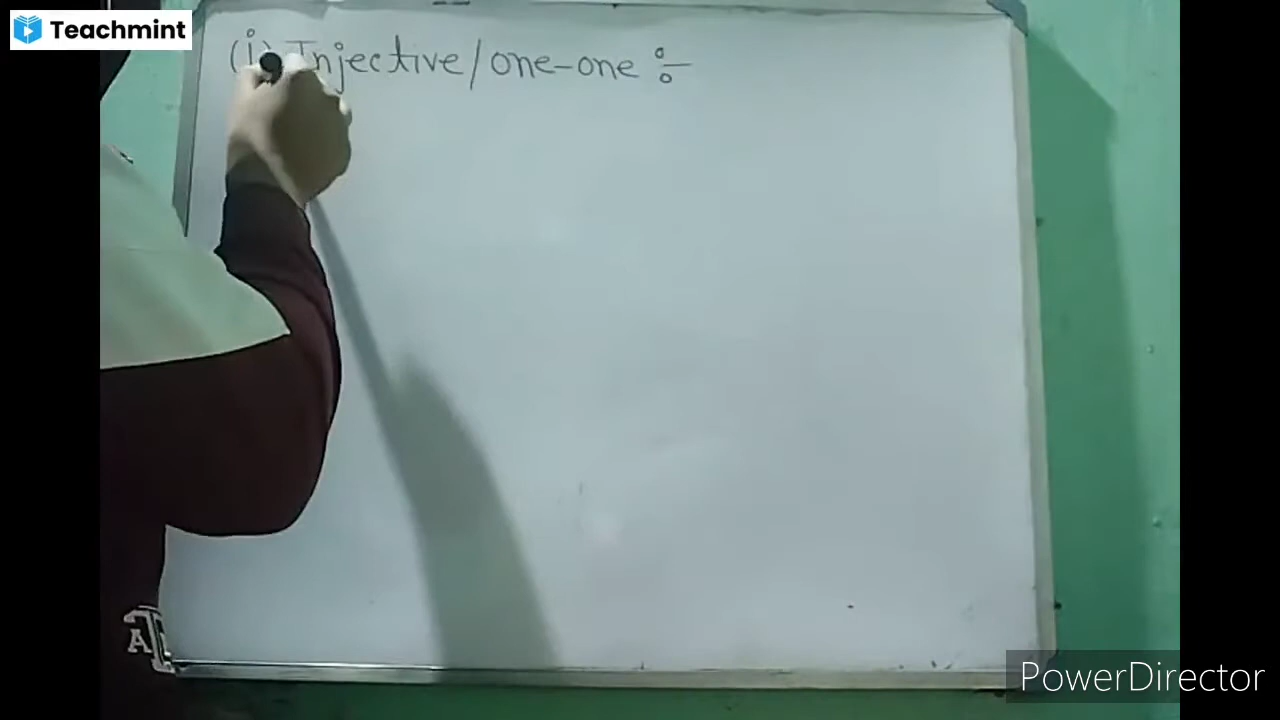 Teachmint
(i) Injective/one-one :-
A
PowerDirector